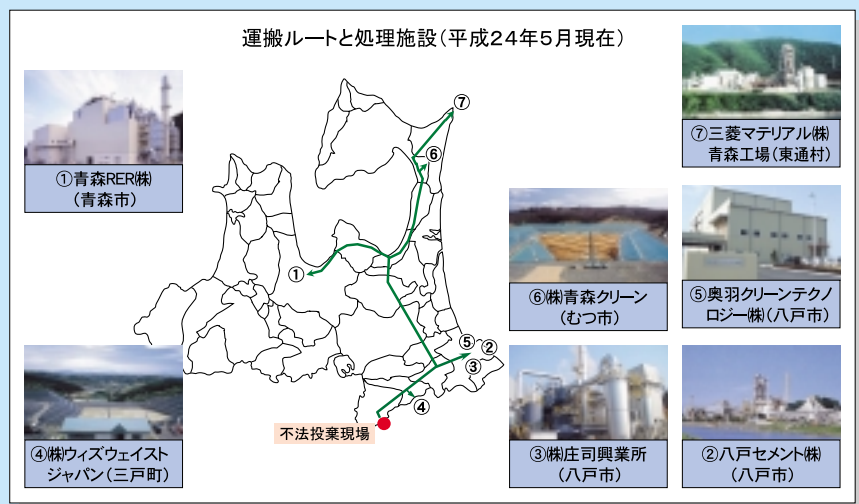 運搬ルートと処理施設(平成24年5月現在)
①青森RER㈱
(青森市)
⑦三菱マテリアル㈱
青森工場(東通村)
⑦
⑥
①
⑥㈱青森クリーン
(むつ市)
⑤奥羽クリーンテクノ
ロジー㈱(八戸市)
⑤
②
③
④
不法投棄現場
④㈱ウィズウェイスト
ジャパン(三戸町)
③㈱庄司興業所
(八戸市)
②八戸セメント㈱
(八戸市)